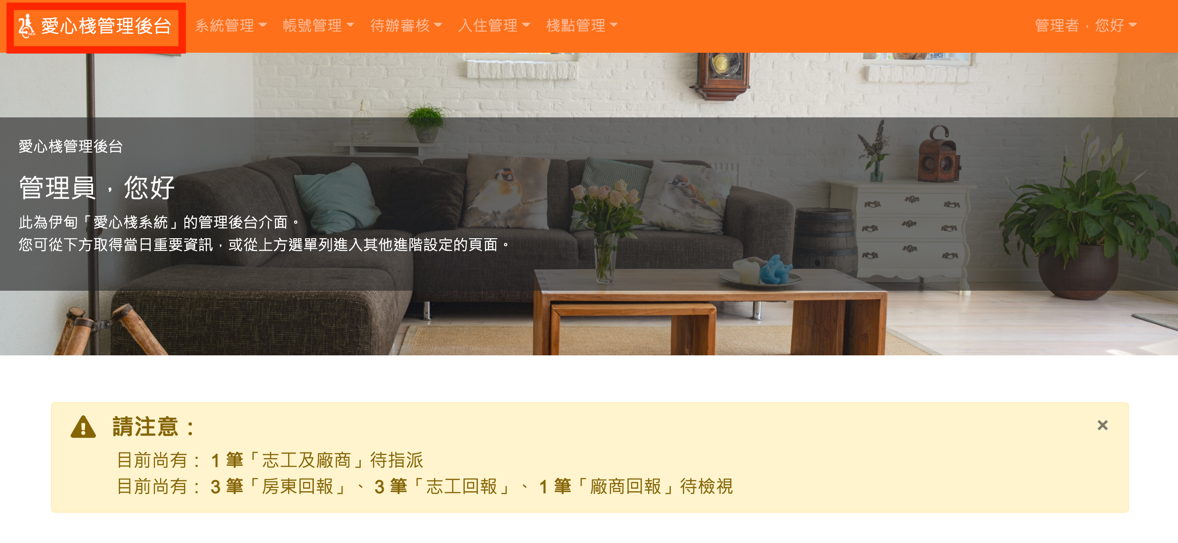 愛心棧管理後台 系統管理 帳號管理 待辦審核 入住管理 棧點管理 管理者，您好
愛心棧管理後台
管理員，您好
此為伊甸「愛心棧系統」的管理後台介面。
您可從下方取得當日重要資訊，或從上方選單列進入其他進階設定的頁面。
請注意： ×
目前尚有： 1 筆「志工及廠商」待指派
目前尚有： 3 筆「房東回報」、 3 筆「志工回報」、 1 筆「廠商回報」待檢視